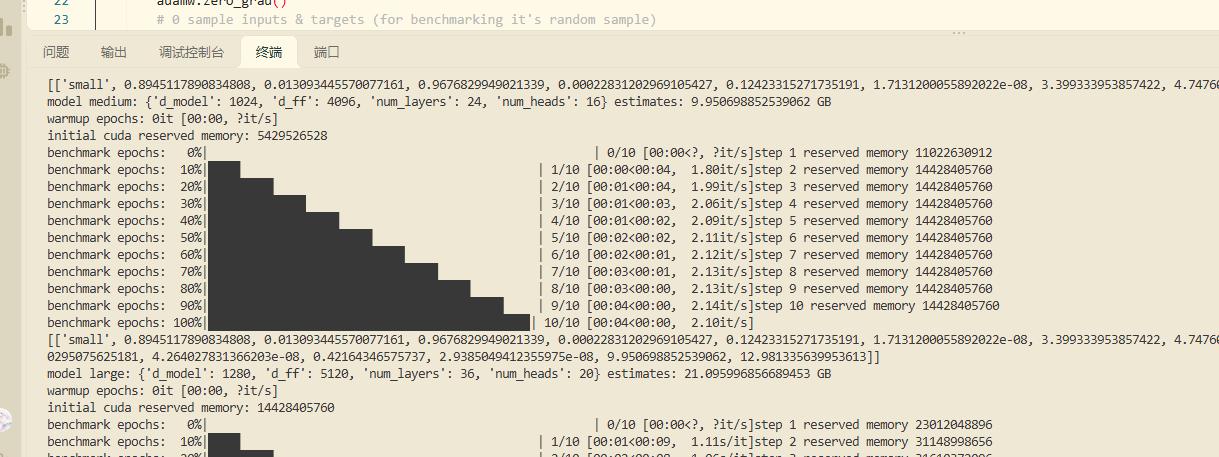 22 adamw.zero_grad()
23 # 0 sample inputs & targets (for benchmarking it's random sample)
问题 输出 调试控制台 终端 端口
[['small', 0.8945117890834808, 0.013093445570077161, 0.9676829949021339, 0.00022831202969105427, 0.12423315271735191, 1.7131200055892022e-08, 3.399333953857422, 4.7476
model medium: {'d_model': 1024, 'd_ff': 4096, 'num_layers': 24, 'num_heads': 16} estimates: 9.950698852539062 GB
warmup epochs: 0it [00:00, ?it/s]
initial cuda reserved memory: 5429526528
benchmark epochs: 0%| | 0/10 [00:00<?, ?it/s]step 1 reserved memory 11022630912
benchmark epochs: 10%| | 1/10 [00:00<00:04, 1.80it/s]step 2 reserved memory 14428405760
benchmark epochs: 20%| | 2/10 [00:01<00:04, 1.99it/s]step 3 reserved memory 14428405760
benchmark epochs: 30%| | 3/10 [00:01<00:03, 2.06it/s]step 4 reserved memory 14428405760
benchmark epochs: 40%| | 4/10 [00:01<00:02, 2.09it/s]step 5 reserved memory 14428405760
benchmark epochs: 50%| | 5/10 [00:02<00:02, 2.11it/s]step 6 reserved memory 14428405760
benchmark epochs: 60%| | 6/10 [00:02<00:01, 2.12it/s]step 7 reserved memory 14428405760
benchmark epochs: 70%| | 7/10 [00:03<00:01, 2.13it/s]step 8 reserved memory 14428405760
benchmark epochs: 80%| | 8/10 [00:03<00:00, 2.13it/s]step 9 reserved memory 14428405760
benchmark epochs: 90%| | 9/10 [00:04<00:00, 2.14it/s]step 10 reserved memory 14428405760
benchmark epochs: 100%| | 10/10 [00:04<00:00, 2.10it/s]
[['small', 0.8945117890834808, 0.013093445570077161, 0.9676829949021339, 0.00022831202969105427, 0.12423315271735191, 1.7131200055892022e-08, 3.399333953857422, 4.7476
0295075625181, 4.264027831366203e-08, 0.42164346575737, 2.9385049412355975e-08, 9.950698852539062, 12.981335639953613]]
model large: {'d_model': 1280, 'd_ff': 5120, 'num_layers': 36, 'num_heads': 20} estimates: 21.095996856689453 GB
warmup epochs: 0it [00:00, ?it/s]
initial cuda reserved memory: 14428405760
benchmark epochs: 0%| | 0/10 [00:00<?, ?it/s]step 1 reserved memory 23012048896
benchmark epochs: 10%| | 1/10 [00:01<00:09, 1.11s/it]step 2 reserved memory 31148998656